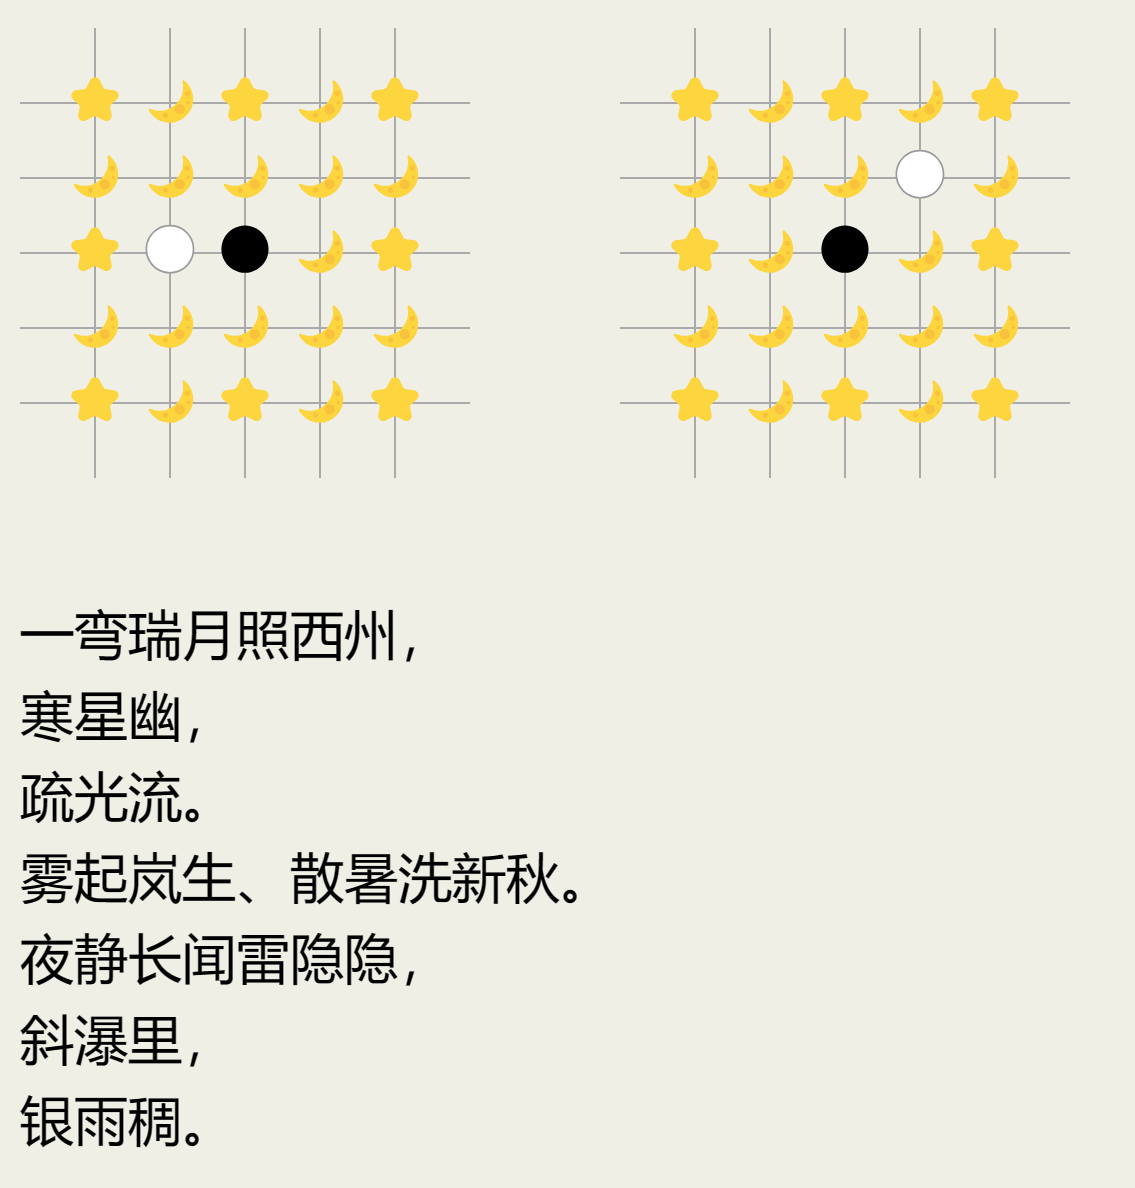 一弯瑞月照西州，
寒星幽，
疏光流。
雾起岚生、散暑洗新秋。
夜静长闻雷隐隐，
斜瀑里，
银雨稠。